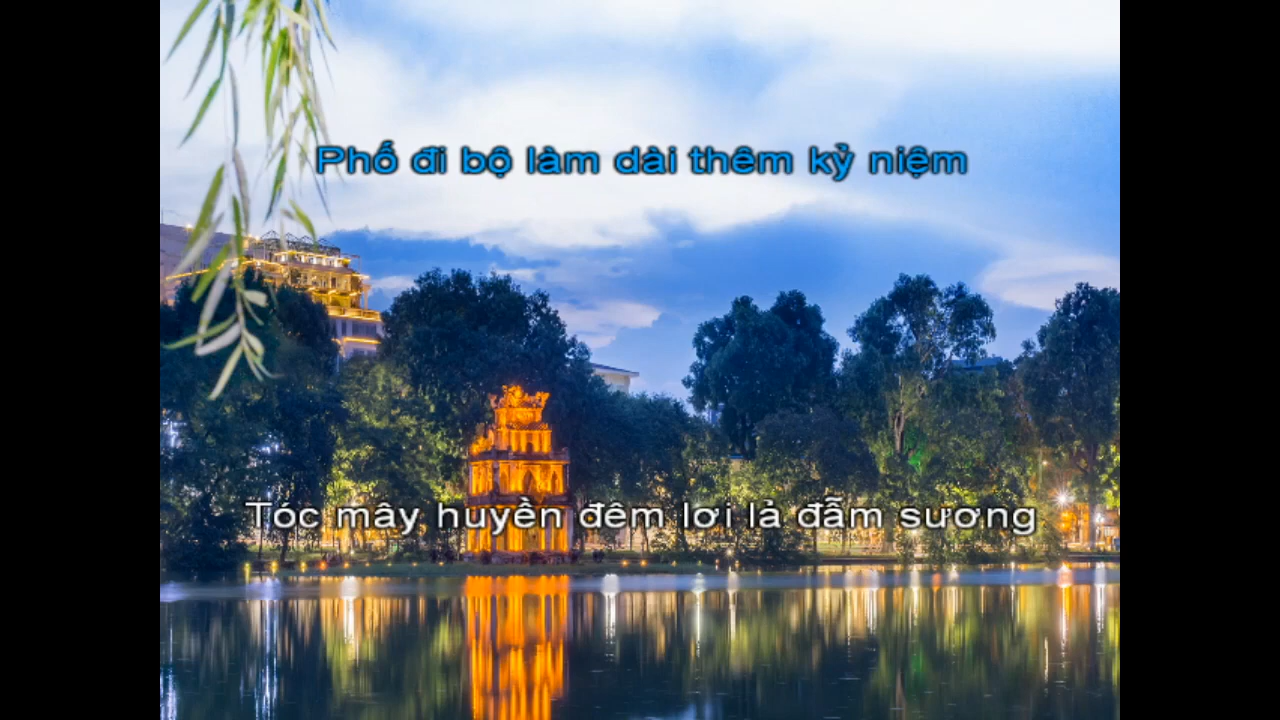 Phố đi bộ làm dài thêm kỷ niệm
Tóc mây huyền đêm lơi lả đẫm sương